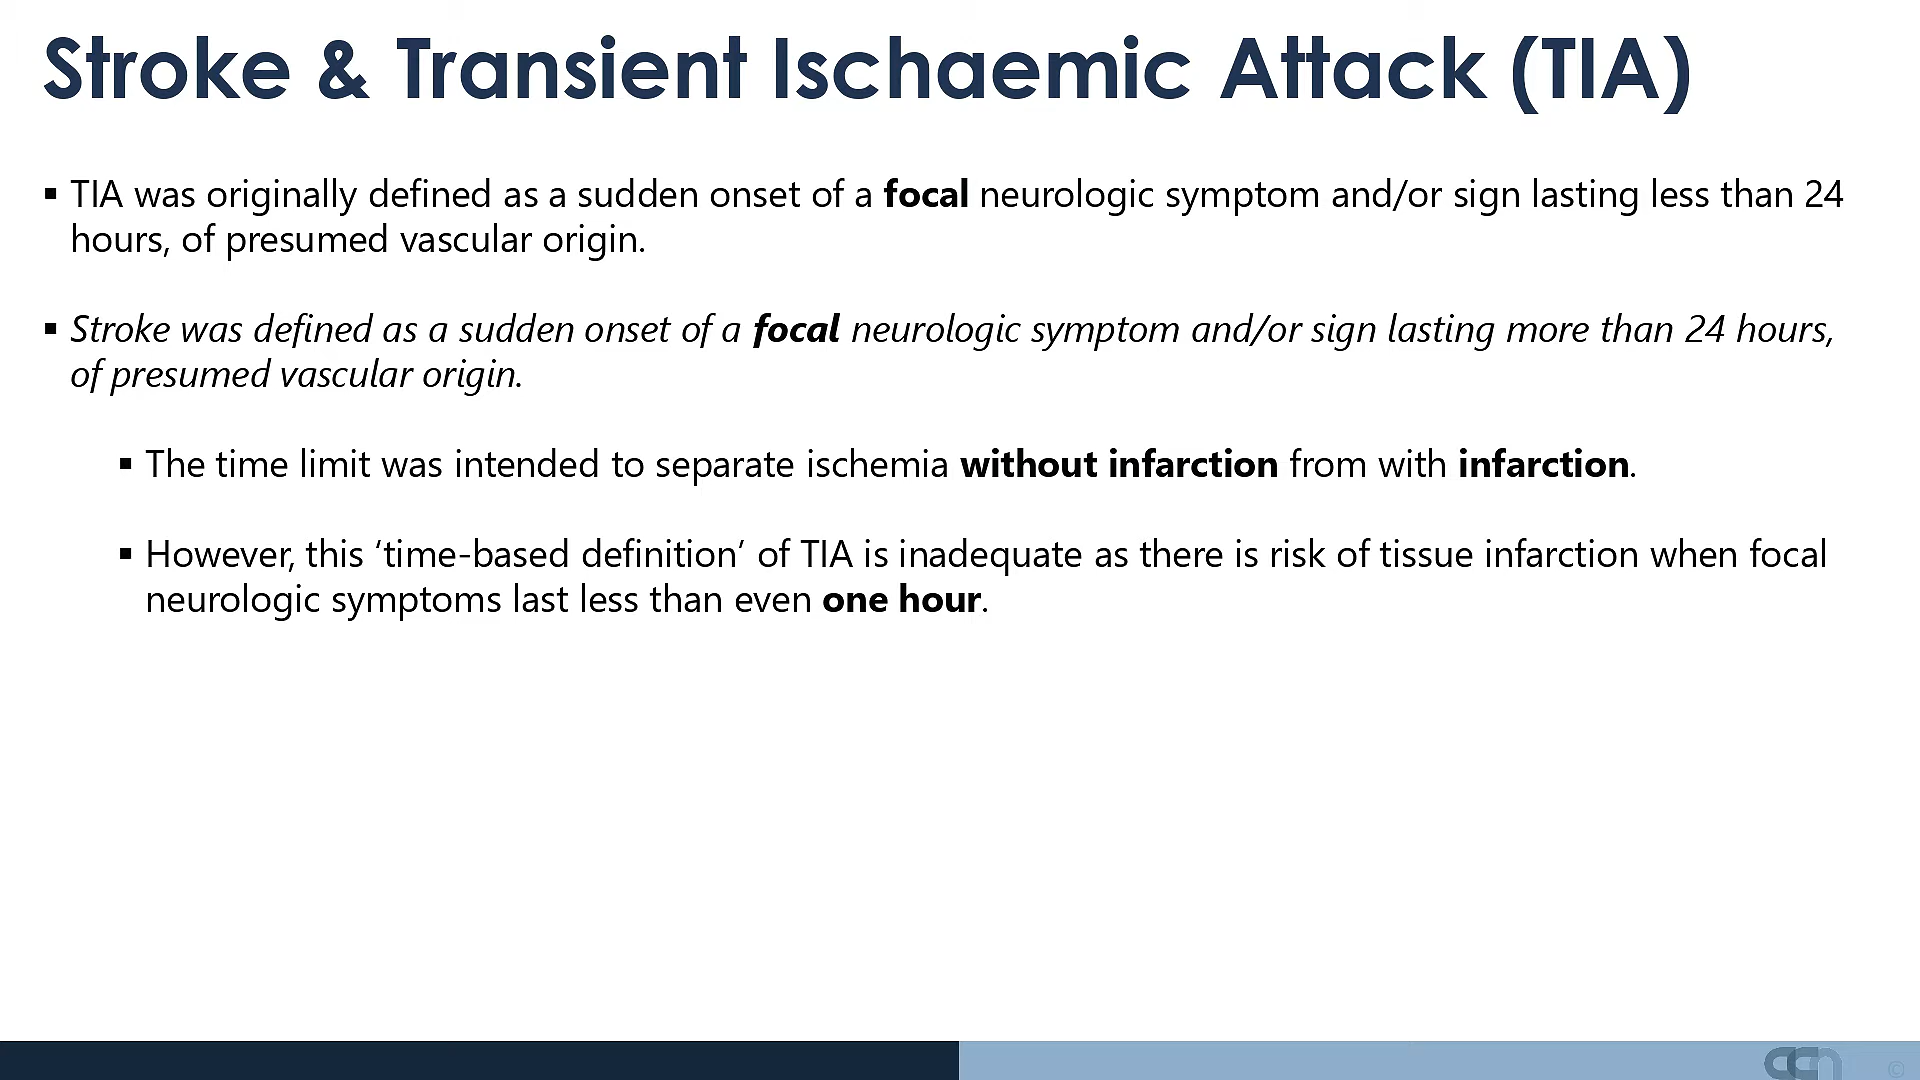 Stroke & Transient Ischaemic Attack (TIA)
▪ TIA was originally defined as a sudden onset of a focal neurologic symptom and/or sign lasting less than 24
hours, of presumed vascular origin.
▪ Stroke was defined as a sudden onset of a focal neurologic symptom and/or sign lasting more than 24 hours,
of presumed vascular origin.
▪ The time limit was intended to separate ischemia without infarction from with infarction.
▪ However, this ‘time-based definition’ of TIA is inadequate as there is risk of tissue infarction when focal
neurologic symptoms last less than even one hour.
ccn ©